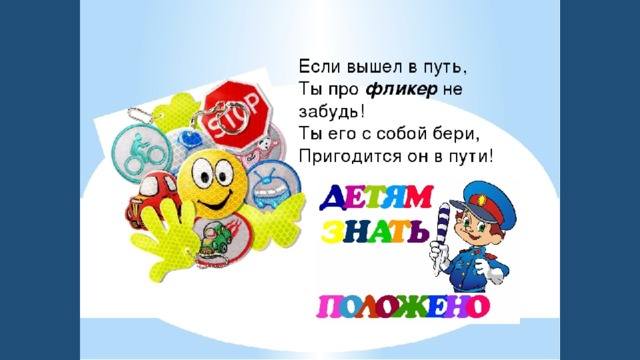 Если вышел в путь,
Ты про фликер не
забудь!
Ты его с собой бери,
Пригодится он в пути!
STOP
ДЕТЯМ
ЗНАТЬ
ПОЛОЖЕНО